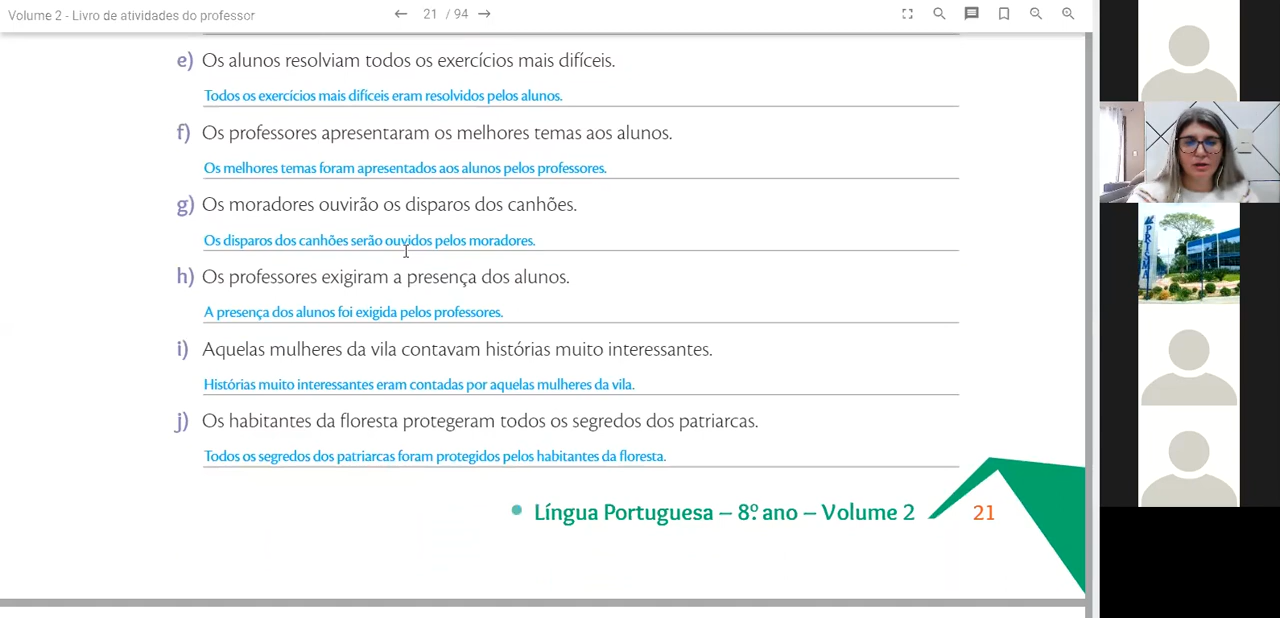 Volume 2 - Livro de atividades do professor
21 / 94
e) Os alunos resolviam todos os exercícios mais difíceis.
Todos os exercícios mais difíceis eram resolvidos pelos alunos.
f) Os professores apresentaram os melhores temas aos alunos.
Os melhores temas foram apresentados aos alunos pelos professores.
g) Os moradores ouvirão os disparos dos canhões.
Os disparos dos canhões serão ouvidos pelos moradores.
h) Os professores exigiram a presença dos alunos.
A presença dos alunos foi exigida pelos professores.
i) Aquelas mulheres da vila contavam histórias muito interessantes.
Histórias muito interessantes eram contadas por aquelas mulheres da vila.
j) Os habitantes da floresta protegeram todos os segredos dos patriarcas.
Todos os segredos dos patriarcas foram protegidos pelos habitantes da floresta.
Língua Portuguesa – 8º. ano – Volume 2 21
PRISMA